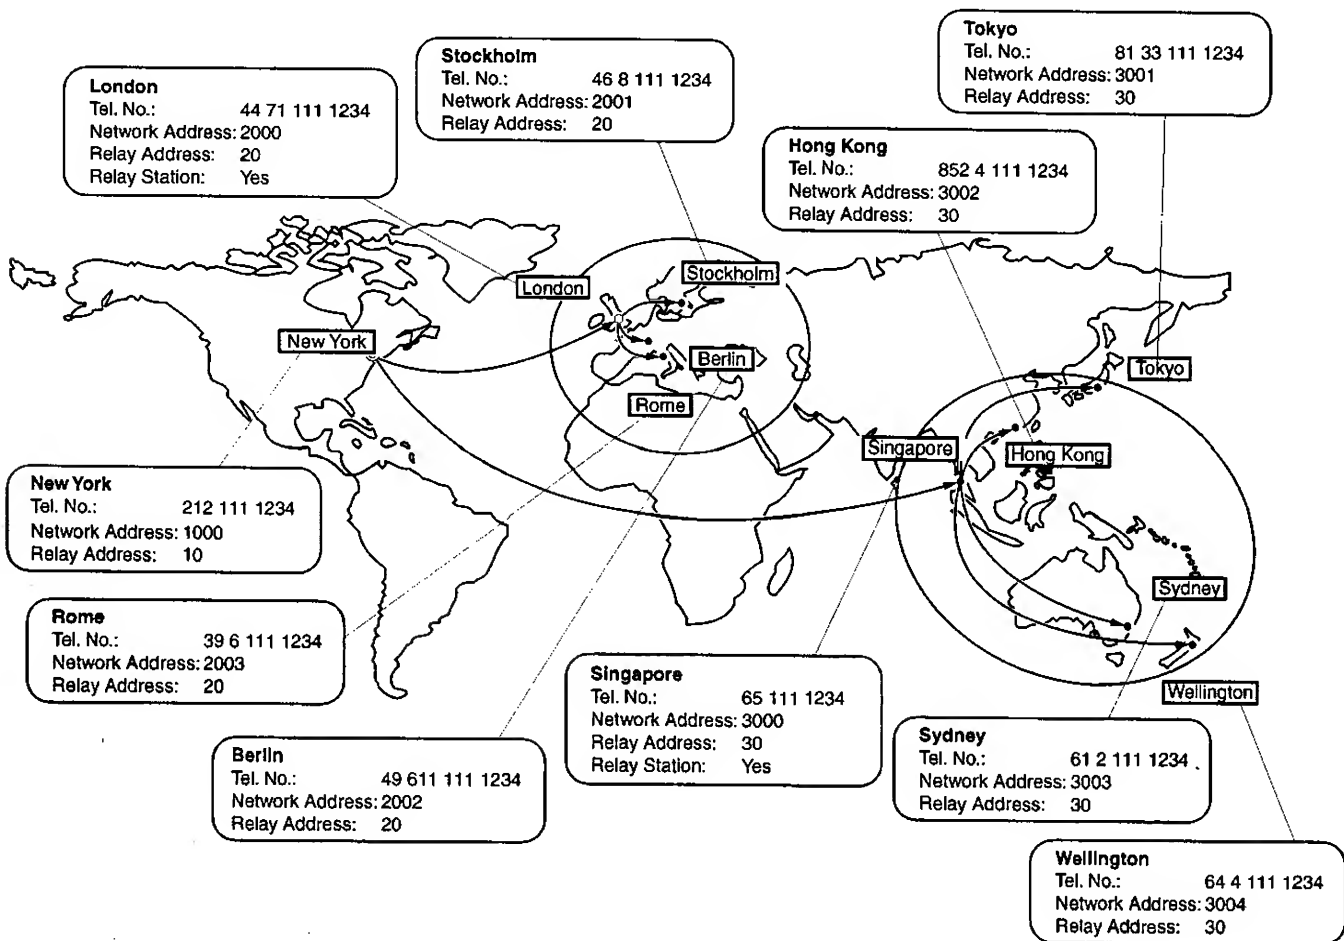 Tokyo
Tel. No.: 81 33 111 1234
Network Address: 3001
Relay Address: 30
Stockholm
Tel. No.: 46 8 111 1234
Network Address: 2001
Relay Address: 20
London
Tel. No.: 44 71 111 1234
Network Address: 2000
Relay Address: 20
Relay Station: Yes
Hong Kong
Tel. No.: 852 4 111 1234
Network Address: 3002
Relay Address: 30
Stockholm
London
New York
Berlin
Tokyo
Rome
Singapore
Hong Kong
Sydney
Wellington
New York
Tel. No.: 212 111 1234
Network Address: 1000
Relay Address: 10
Rome
Tel. No.: 39 6 111 1234
Network Address: 2003
Relay Address: 20
Singapore
Tel. No.: 65 111 1234
Network Address: 3000
Relay Address: 30
Relay Station: Yes
Berlin
Tel. No.: 49 611 111 1234
Network Address: 2002
Relay Address: 20
Sydney
Tel. No.: 61 2 111 1234
Network Address: 3003
Relay Address: 30
Wellington
Tel. No.: 64 4 111 1234
Network Address: 3004
Relay Address: 30